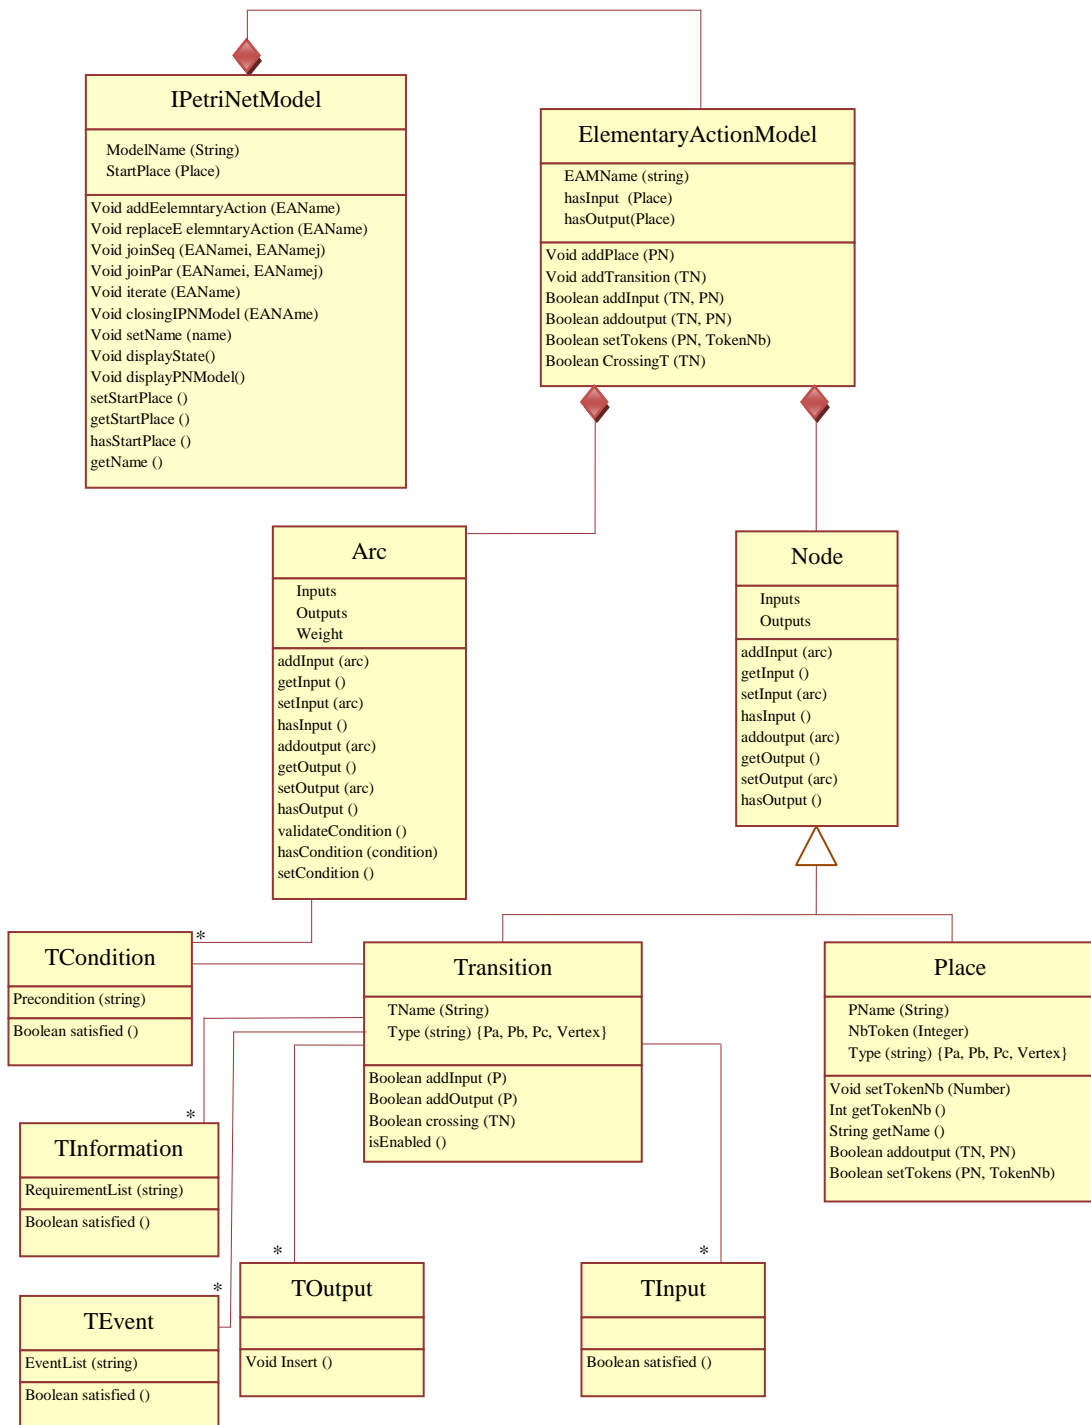 IPetriNetModel
ModelName (String)
StartPlace (Place)
Void addEelemntaryAction (EAName)
Void replaceE elemntaryAction (EAName)
Void joinSeq (EANamei, EANamej)
Void joinPar (EANamei, EANamej)
Void iterate (EAName)
Void closingIPNModel (EANAme)
Void setName (name)
Void displayState()
Void displayPNModel()
setStartPlace ()
getStartPlace ()
hasStartPlace ()
getName ()
ElementaryActionModel
EAMName (string)
hasInput  (Place)
hasOutput(Place)
Void addPlace (PN)
Void addTransition (TN)
Boolean addInput (TN, PN)
Boolean addoutput (TN, PN)
Boolean setTokens (PN, TokenNb)
Boolean CrossingT (TN)
Arc
Inputs
Outputs
Weight
addInput (arc)
getInput ()
setInput (arc)
hasInput ()
addoutput (arc)
getOutput ()
setOutput (arc)
hasOutput ()
validateCondition ()
hasCondition (condition)
setCondition ()
Node
Inputs
Outputs
addInput (arc)
getInput ()
setInput (arc)
hasInput ()
addoutput (arc)
getOutput ()
setOutput (arc)
hasOutput ()
*
TCondition
Precondition (string)
Boolean satisfied ()
Transition
TName (String)
Type (string) {Pa, Pb, Pc, Vertex}
Boolean addInput (P)
Boolean addOutput (P)
Boolean crossing (TN)
isEnabled ()
Place
PName (String)
NbToken (Integer)
Type (string) {Pa, Pb, Pc, Vertex}
Void setTokenNb (Number)
Int getTokenNb ()
String getName ()
Boolean addoutput (TN, PN)
Boolean setTokens (PN, TokenNb)
*
TInformation
RequirementList (string)
Boolean satisfied ()
*
TEvent
EventList (string)
Boolean satisfied ()
*
TOutput
Void Insert ()
*
TInput
Boolean satisfied ()